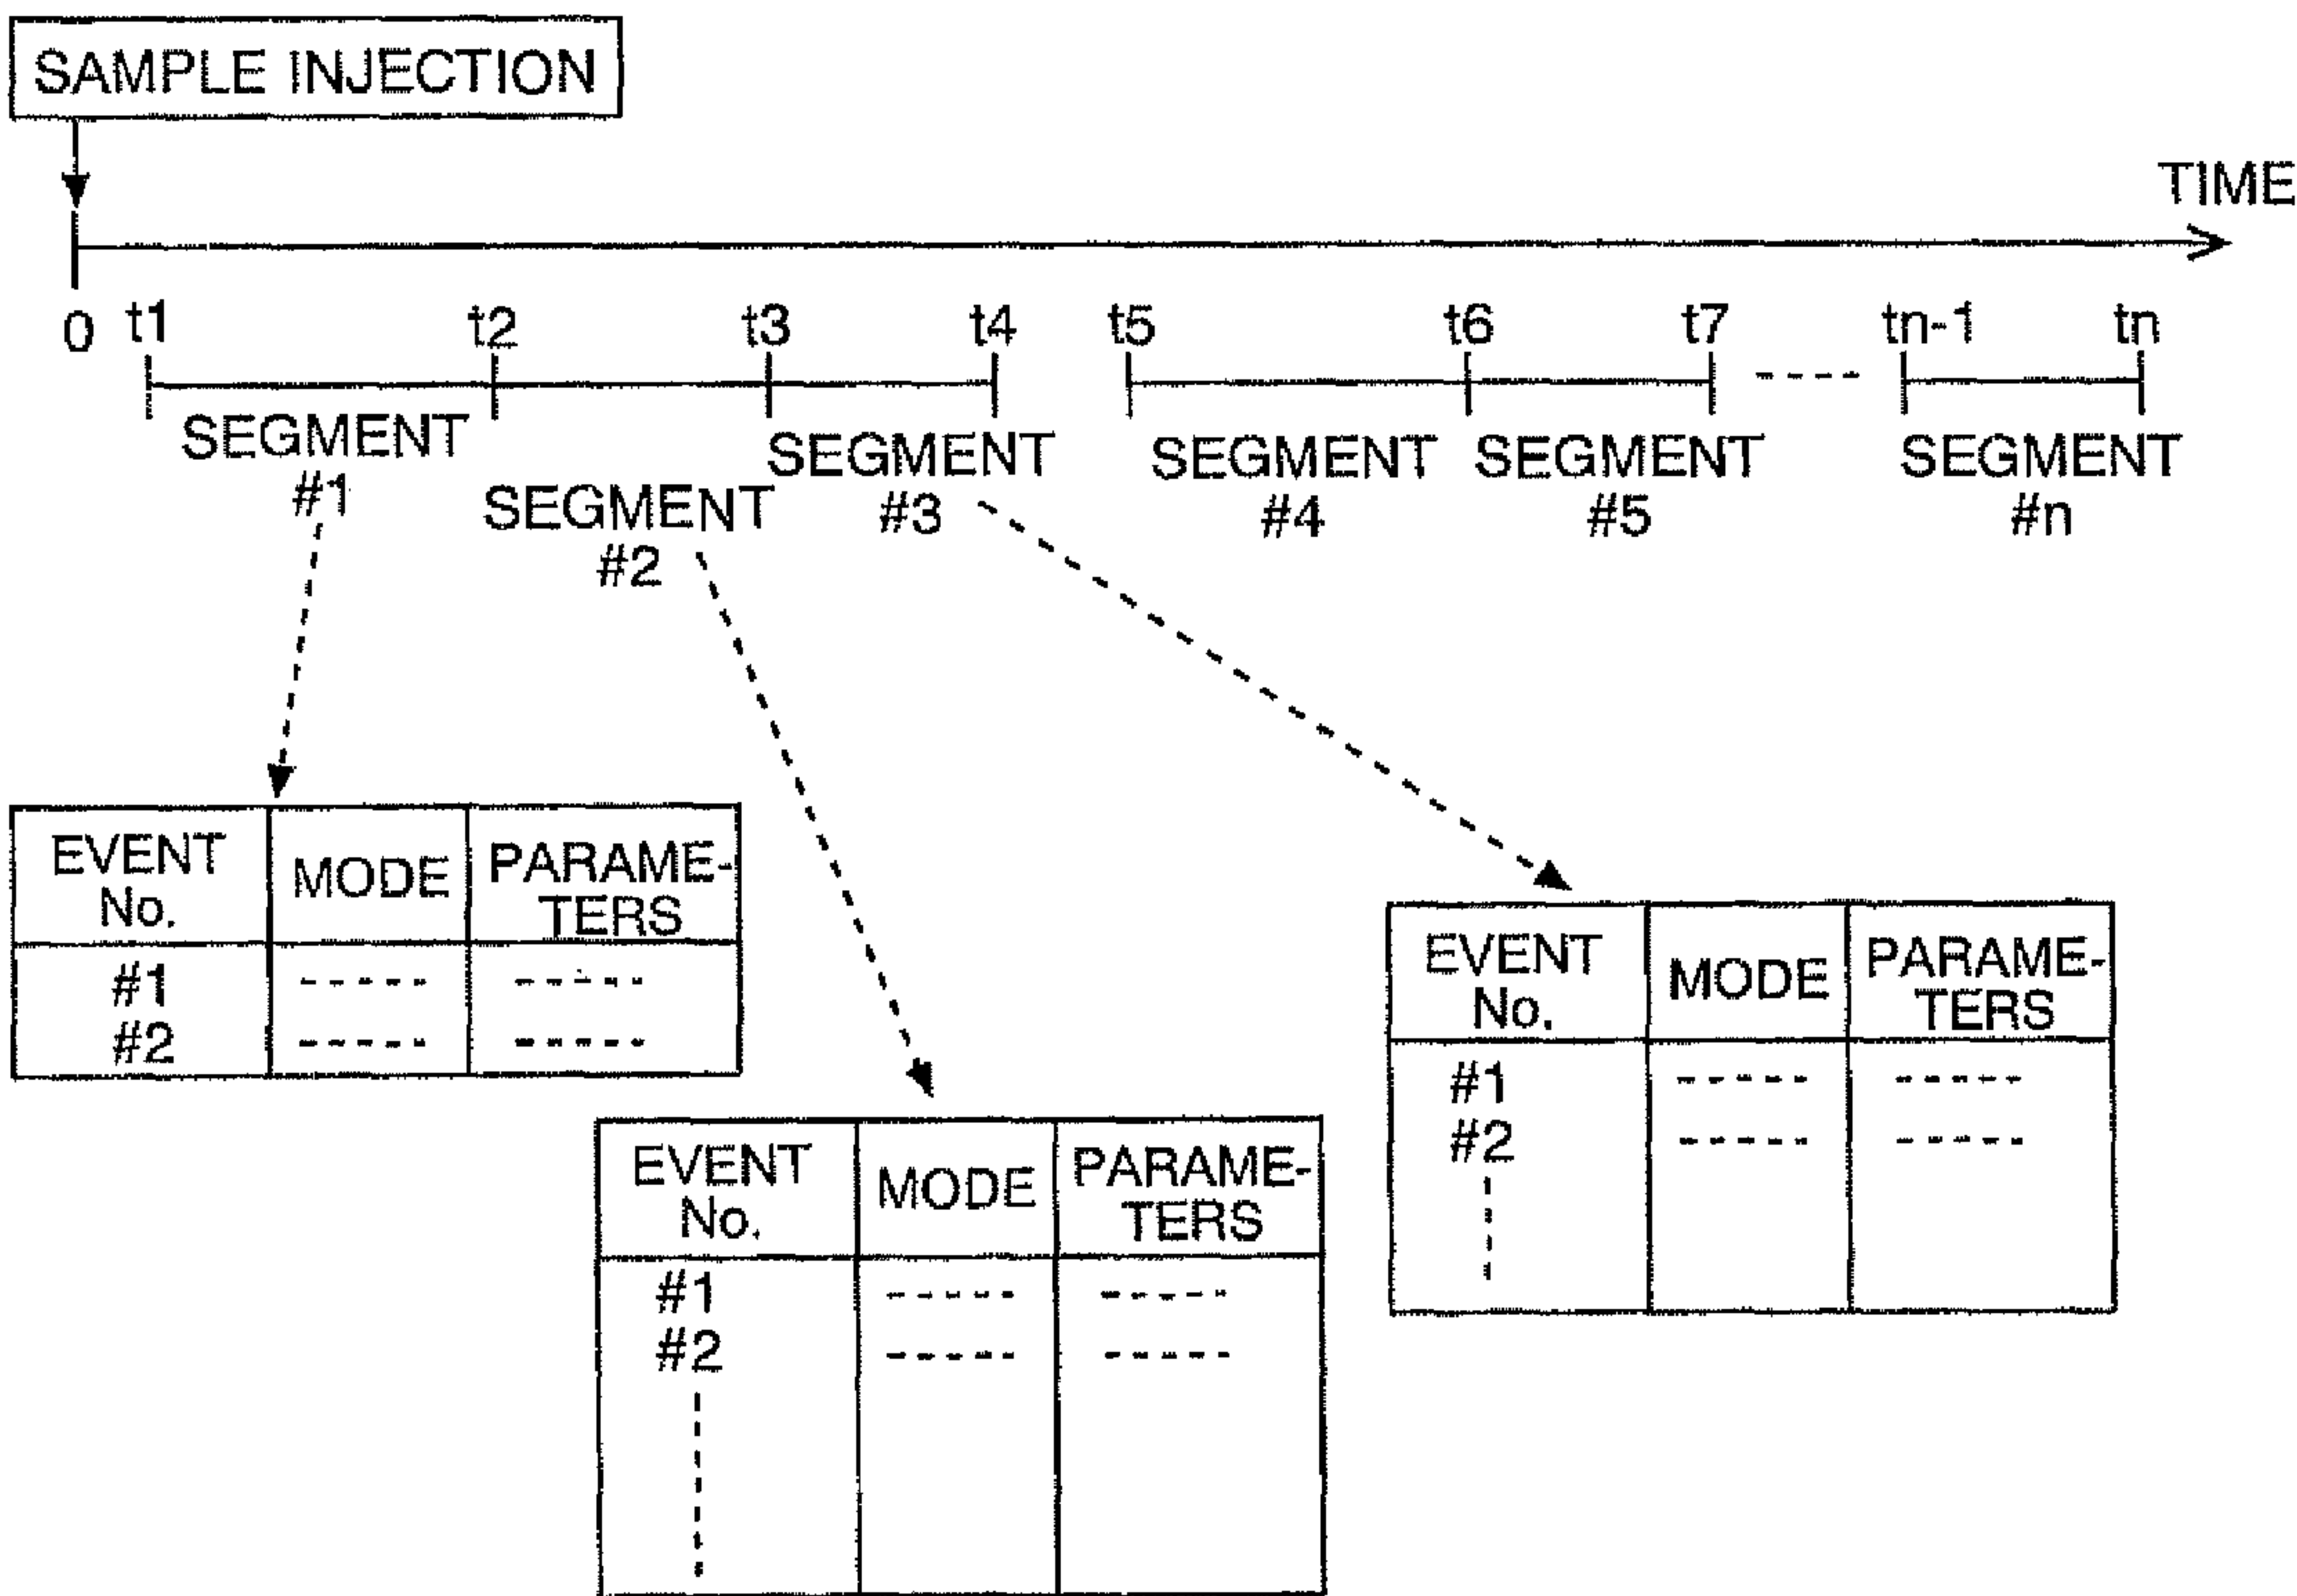 SAMPLE INJECTION
TIME
0 t1 t2 t3 t4 t5 t6 t7 tn-1 tn
SEGMENT
#1
SEGMENT
#2
SEGMENT
#3
SEGMENT
#4
SEGMENT
#5
SEGMENT
#n
EVENT
No.
MODE
PARAME-
TERS
#1
#2
EVENT
No.
MODE
PARAME-
TERS
#1
#2
EVENT
No.
MODE
PARAME-
TERS
#1
#2